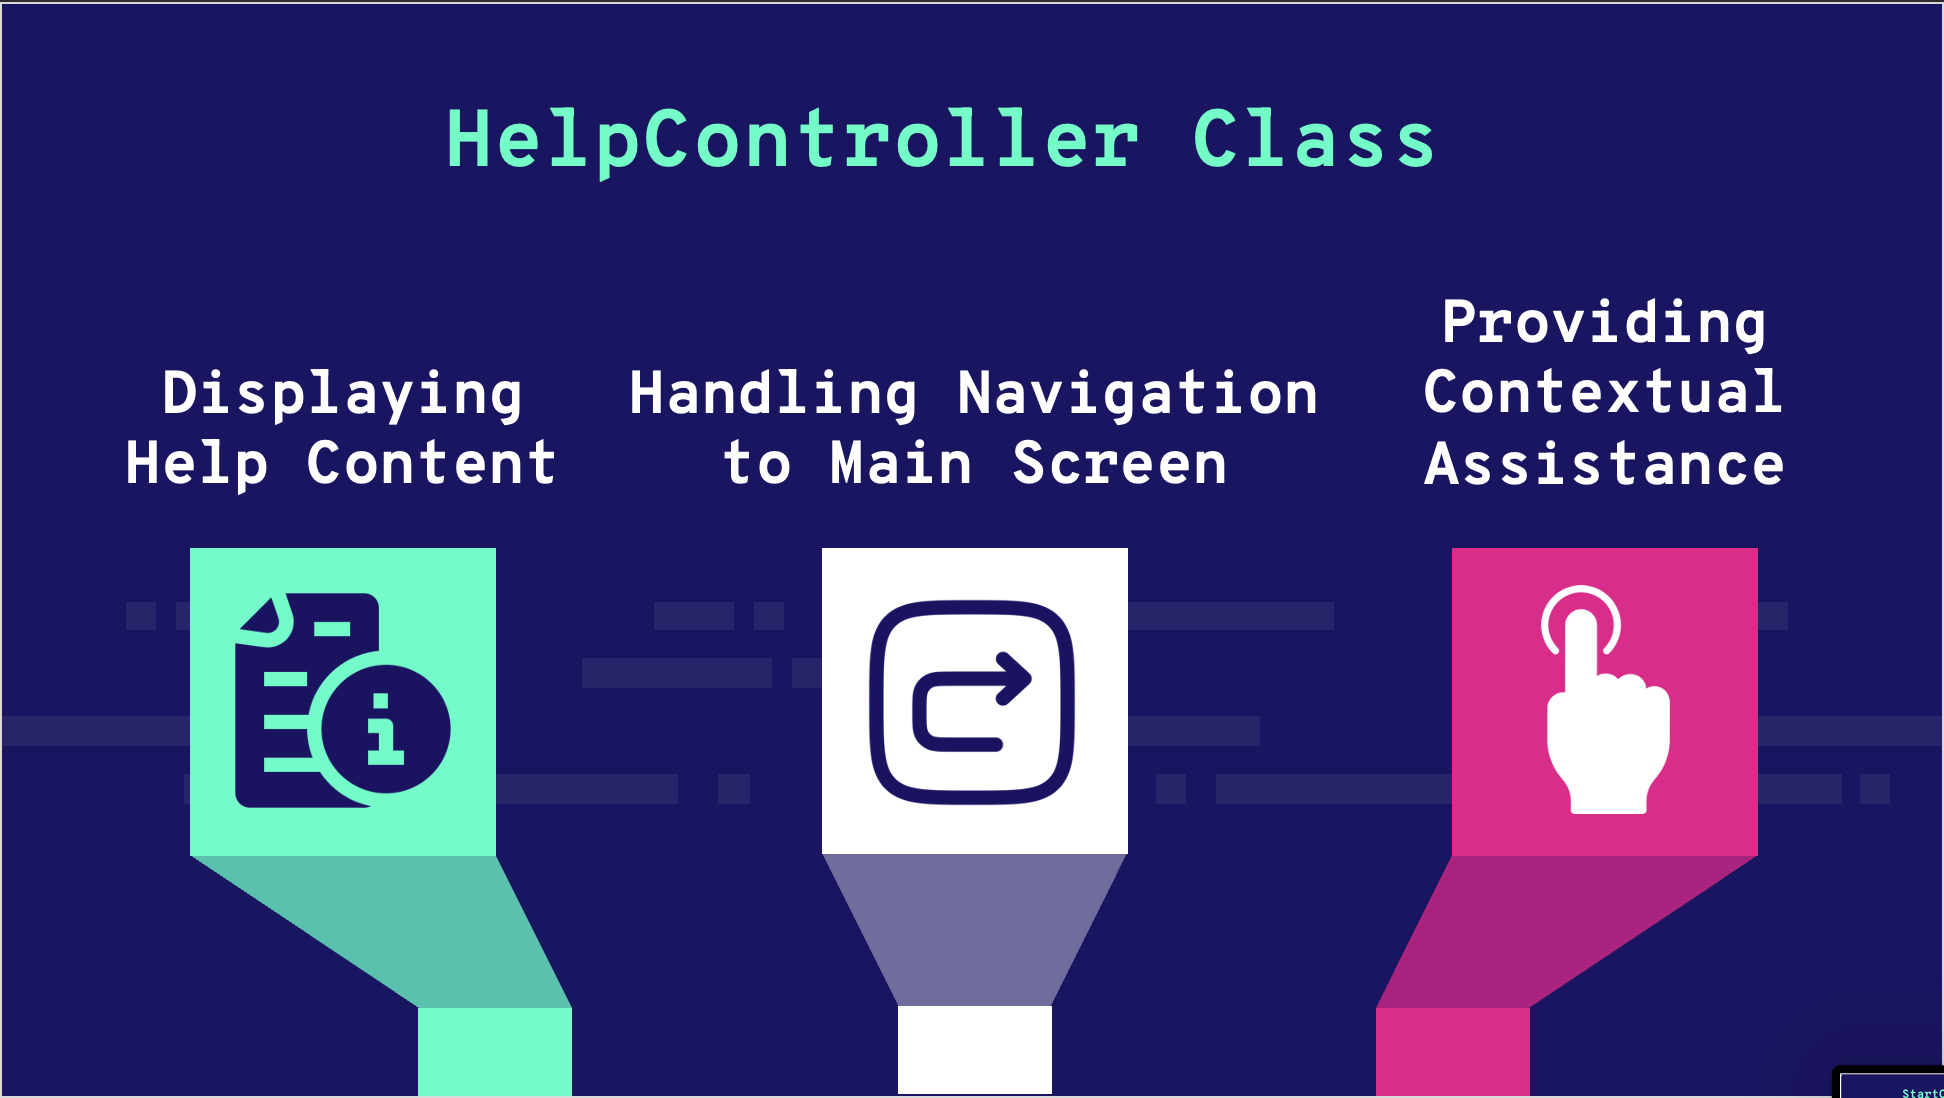 HelpController Class
Displaying
Help Content
Handling Navigation
to Main Screen
Providing
Contextual
Assistance